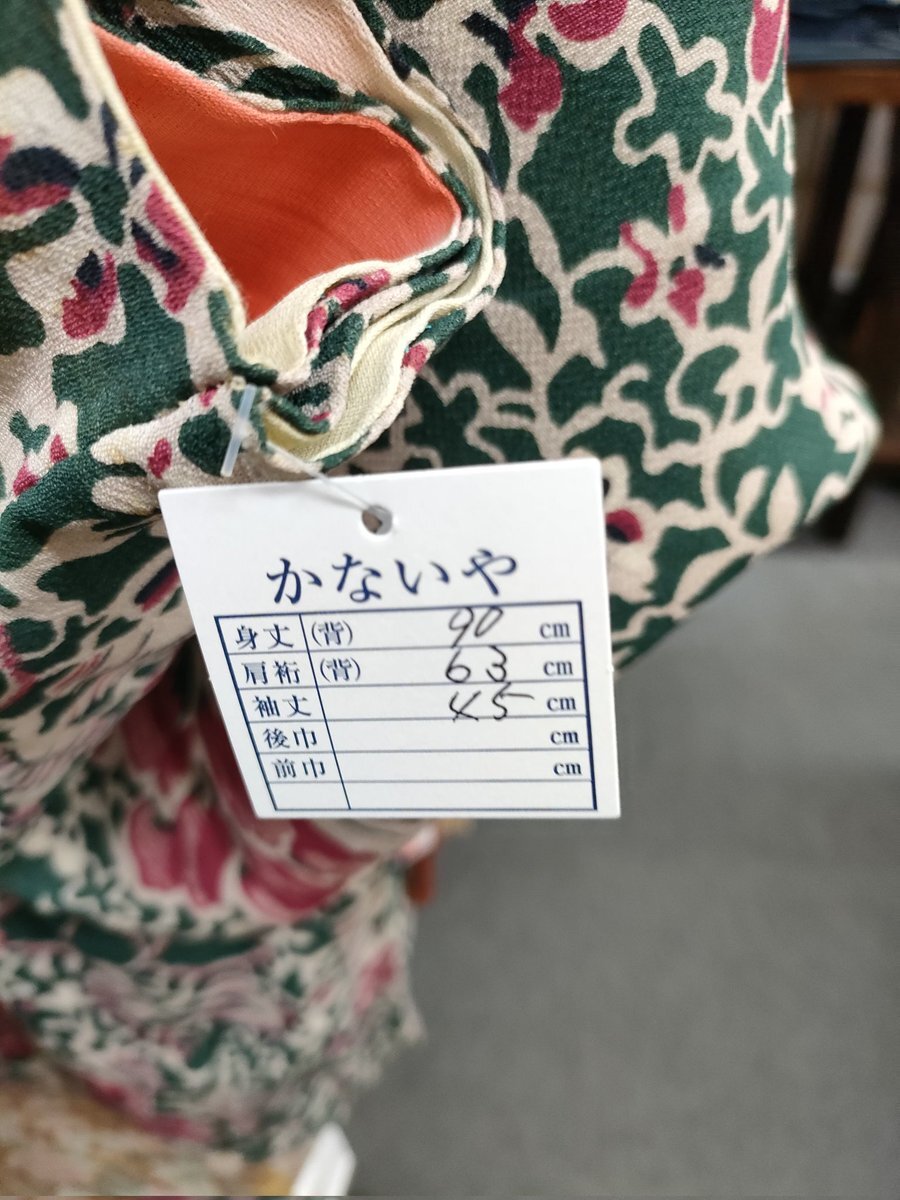 かないや
身丈 (背) 90 cm
肩裄 (背) 63 cm
袖丈 45 cm
後巾 cm
前巾 cm